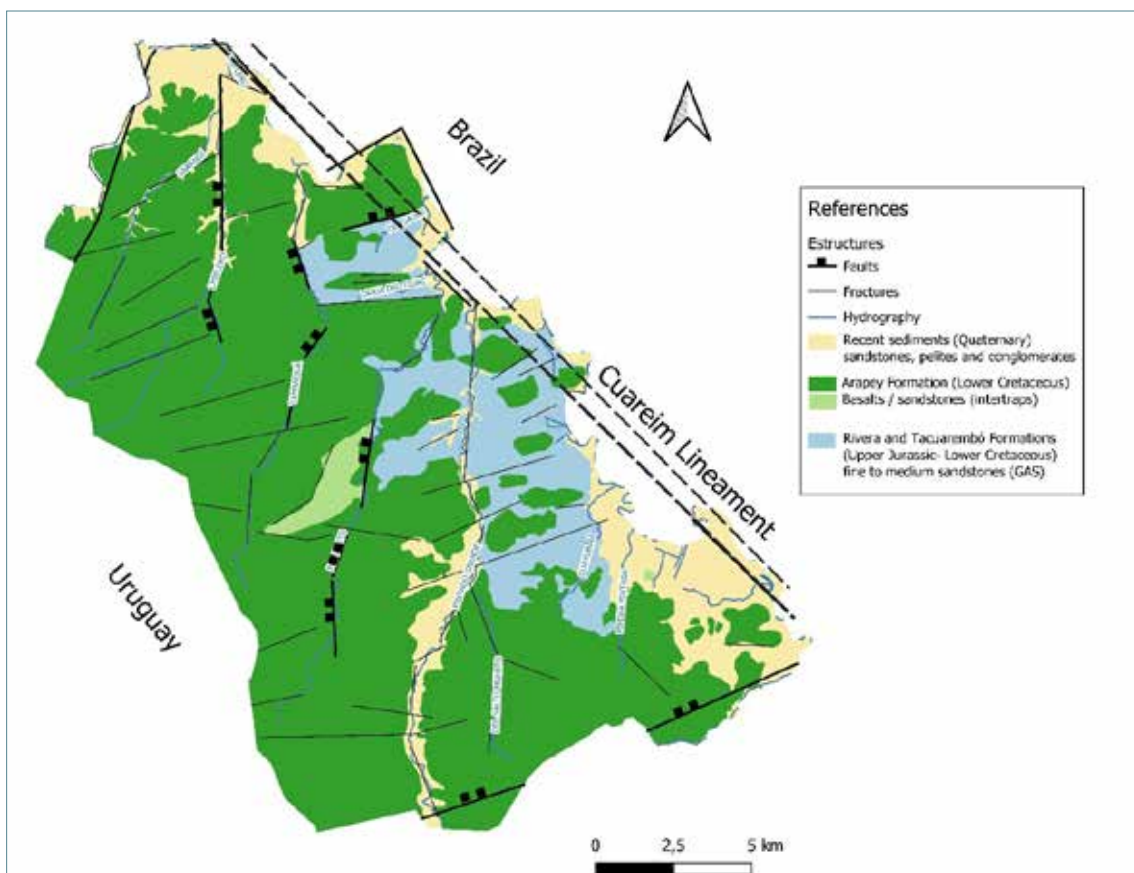 Brazil
Cuareim Lineament
Uruguay
References
Estructures
Faults
Fractures
Hydrography
Recent sediments (Quaternary)
sandstones, pelites and conglomerates
Arapey Formation (Lower Cretaceous)
Basalts / sandstones (intertraps)
Rivera and Tacuarembó Formations
(Upper Jurassic- Lower Cretaceous)
fine to medium sandstones (GAS)
0 2,5 5 km